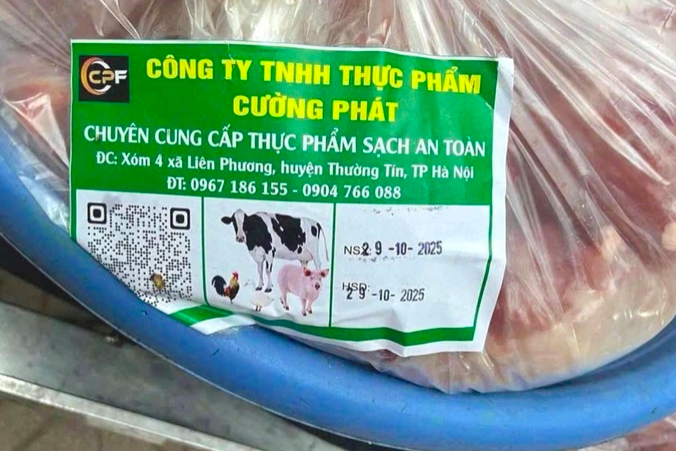 CPF
CÔNG TY TNHH THỰC PHẨM
CƯỜNG PHÁT
CHUYÊN CUNG CẤP THỰC PHẨM SẠCH AN TOÀN
ĐC: Xóm 4 xã Liên Phương, huyện Thường Tín, TP Hà Nội
ĐT: 0967 186 155 - 0904 766 088
NSX: 29 -10- 2025
HSD:
29 -10- 2025